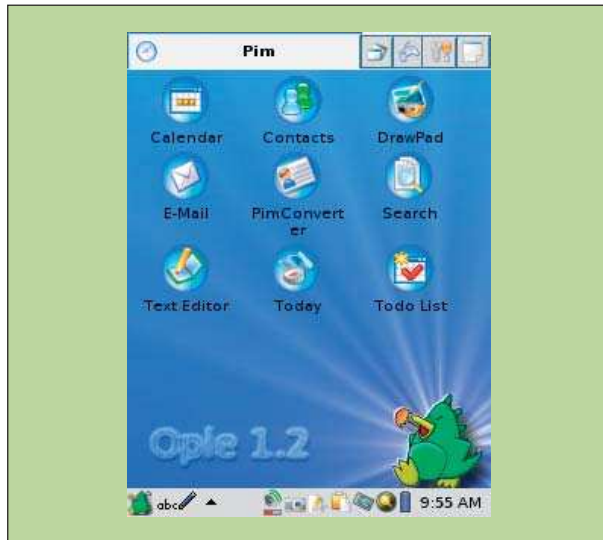 Pim
Calendar Contacts DrawPad
E-Mail PimConvert Search
er
Text Editor Today Todo List
Opie 1.2
abc 9:55 AM